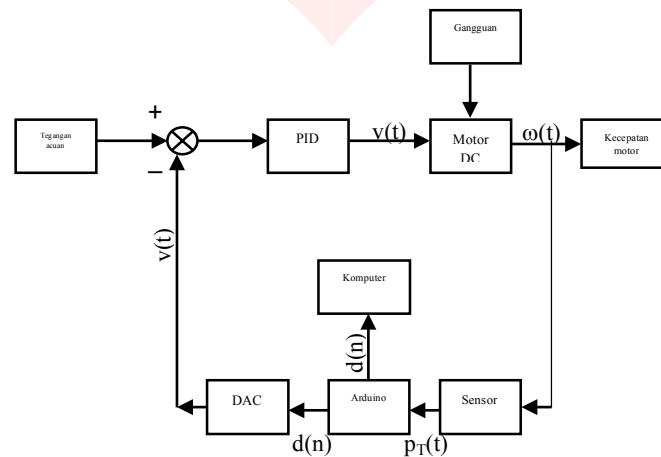 Gangguan
+
Tegangan
acuan
PID
v(t)
Motor
DC
ω(t)
Kecepatan
motor
−
v(t)
Komputer
d(n)
DAC
d(n)
Arduino
p_T(t)
Sensor